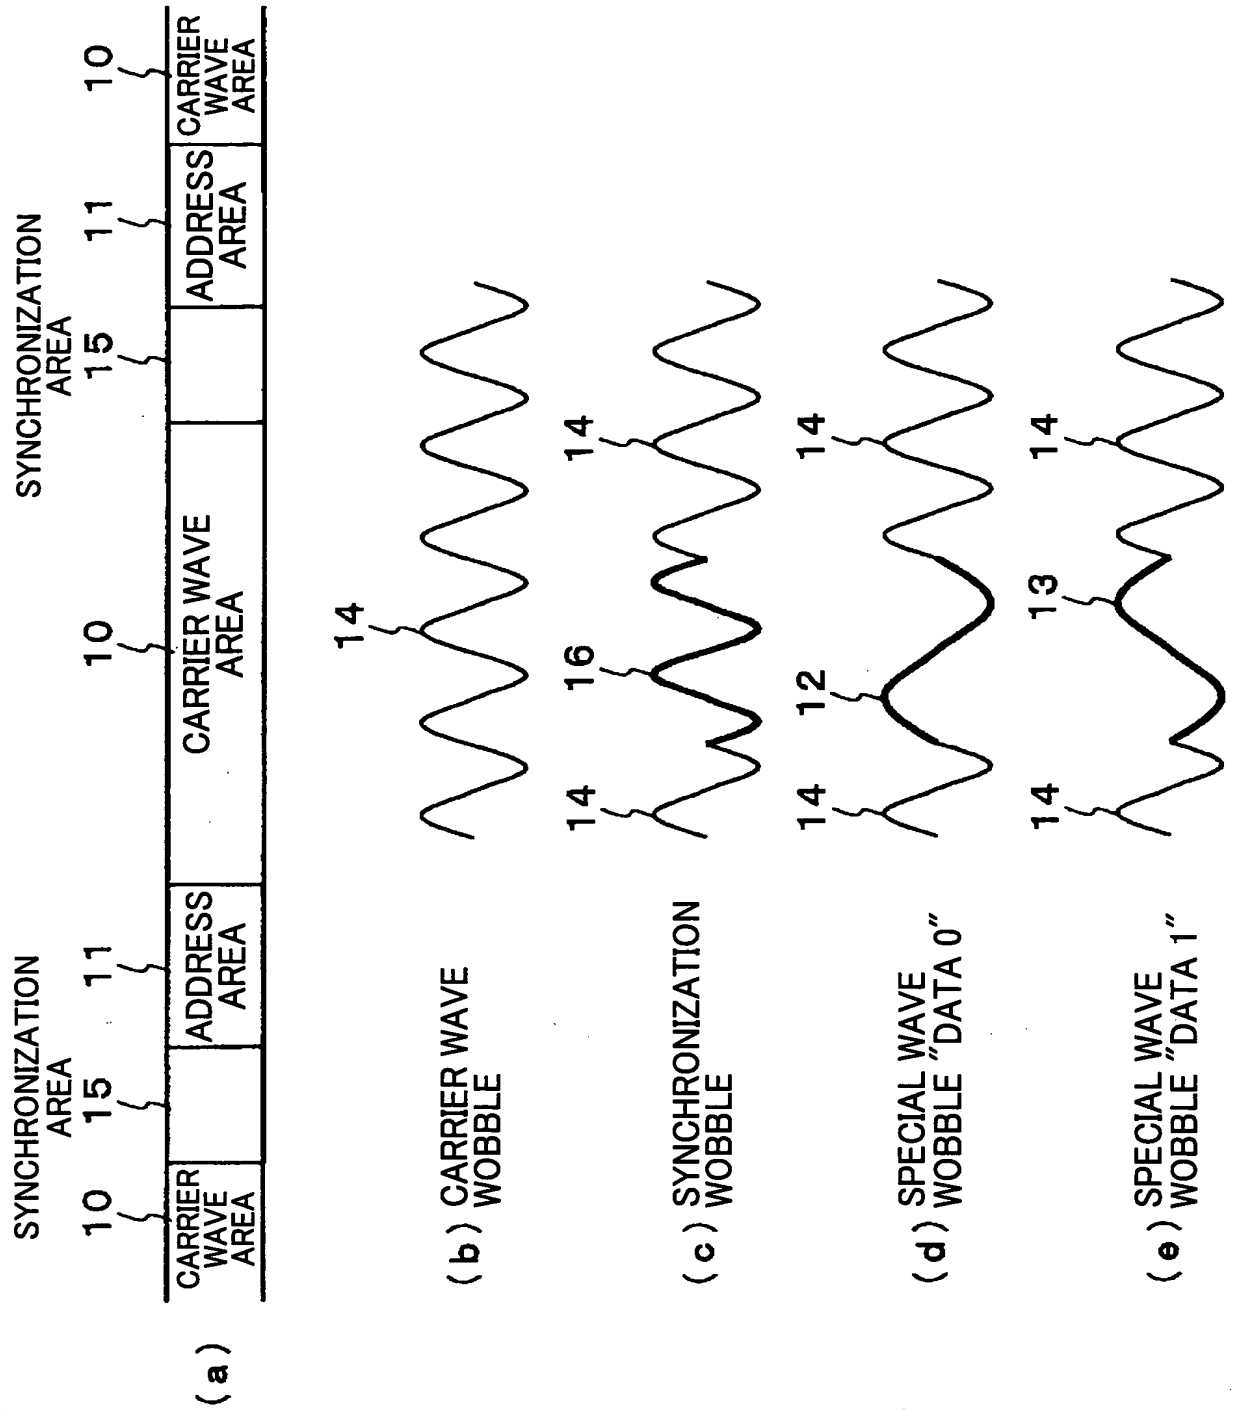 (a)
SYNCHRONIZATION
AREA
SYNCHRONIZATION
AREA
10
15
11
10
15
11
10
CARRIER
WAVE
AREA
ADDRESS
AREA
CARRIER WAVE
AREA
ADDRESS
AREA
CARRIER
WAVE
AREA
(b) CARRIER WAVE
WOBBLE
14
(c) SYNCHRONIZATION
WOBBLE
14
16
14
(d) SPECIAL WAVE
WOBBLE "DATA 0"
14
12
14
(e) SPECIAL WAVE
WOBBLE "DATA 1"
14
13
14